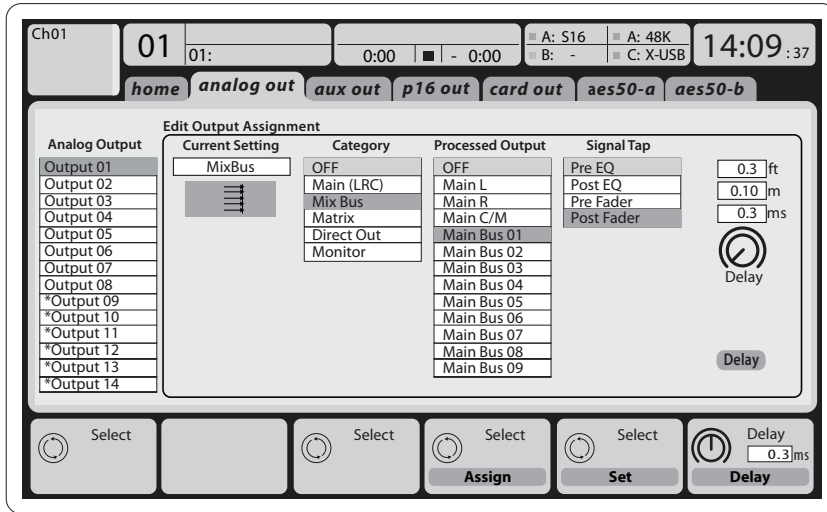 Ch01
01
01:
0:00 - 0:00
A: S16 A: 48K
B: - C: X-USB
14:09 :37
home analog out aux out p16 out card out aes50-a aes50-b
Edit Output Assignment
Analog Output Current Setting Category Processed Output Signal Tap
Output 01 MixBus OFF OFF Pre EQ 0.3 ft
Output 02 Main (LRC) Main L Post EQ 0.10 m
Output 03 Mix Bus Main R Pre Fader 0.3 ms
Output 04 Matrix Main C/M Post Fader
Output 05 Direct Out Main Bus 01
Output 06 Monitor Main Bus 02
Output 07 Main Bus 03
Output 08 Main Bus 04 Delay
*Output 09 Main Bus 05
*Output 10 Main Bus 06
*Output 11 Main Bus 07
*Output 12 Main Bus 08 Delay
*Output 13 Main Bus 09
*Output 14
Select Select Select Select Delay
0.3 ms
Assign Set Delay